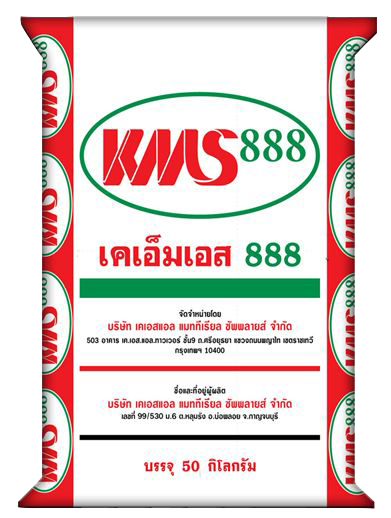 KMS888
เคเอ็มเอส 888
จัดจำหน่ายโดย
บริษัท เคเอสแอล แมททีเรียล ซัพพลายส์ จำกัด
503 อาคาร เค.เอส.แอล.ทาวเวอร์ ชั้น9 ถ.ศรีอยุธยา แขวงถนนพญาไท เขตราชเทวี
กรุงเทพฯ 10400
ชื่อและที่อยู่ผู้ผลิต
บริษัท เคเอสแอล แมททีเรียล ซัพพลายส์ จำกัด
เลขที่ 99/530 ม.6 ต.หลุมรัง อ.บ่อพลอย จ.กาญจนบุรี
บรรจุ 50 กิโลกรัม